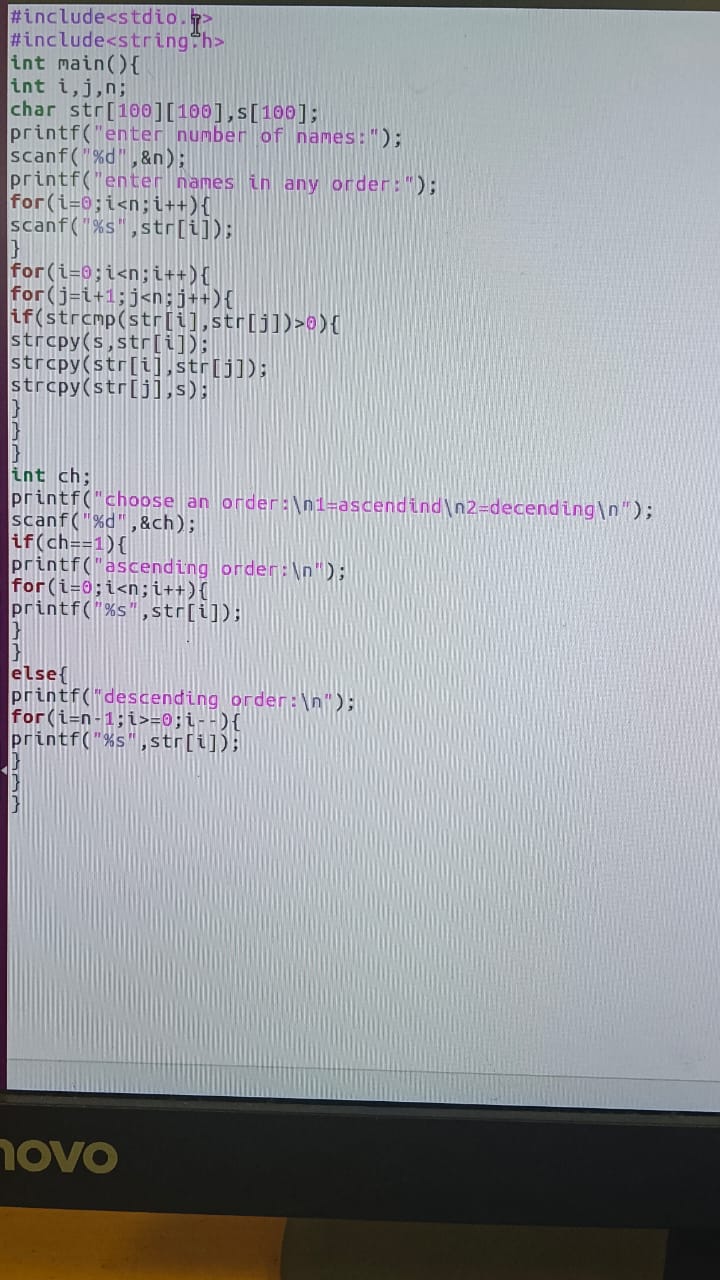 #include<stdio.h>
#include<string.h>
int main(){
int i,j,n;
char str[100][100],s[100];
printf("enter number of names:");
scanf("%d",&n);
printf("enter names in any order:");
for(i=0;i<n;i++){
scanf("%s",str[i]);
}
for(i=0;i<n;i++){
for(j=i+1;j<n;j++){
if(strcmp(str[i],str[j])>0){
strcpy(s,str[i]);
strcpy(str[i],str[j]);
strcpy(str[j],s);
}
}
}
int ch;
printf("choose an order:\n1=ascendind\n2=decending\n");
scanf("%d",&ch);
if(ch==1){
printf("ascending order:\n");
for(i=0;i<n;i++){
printf("%s",str[i]);
}
}
else{
printf("descending order:\n");
for(i=n-1;i>=0;i--){
printf("%s",str[i]);
}
}
}
novo